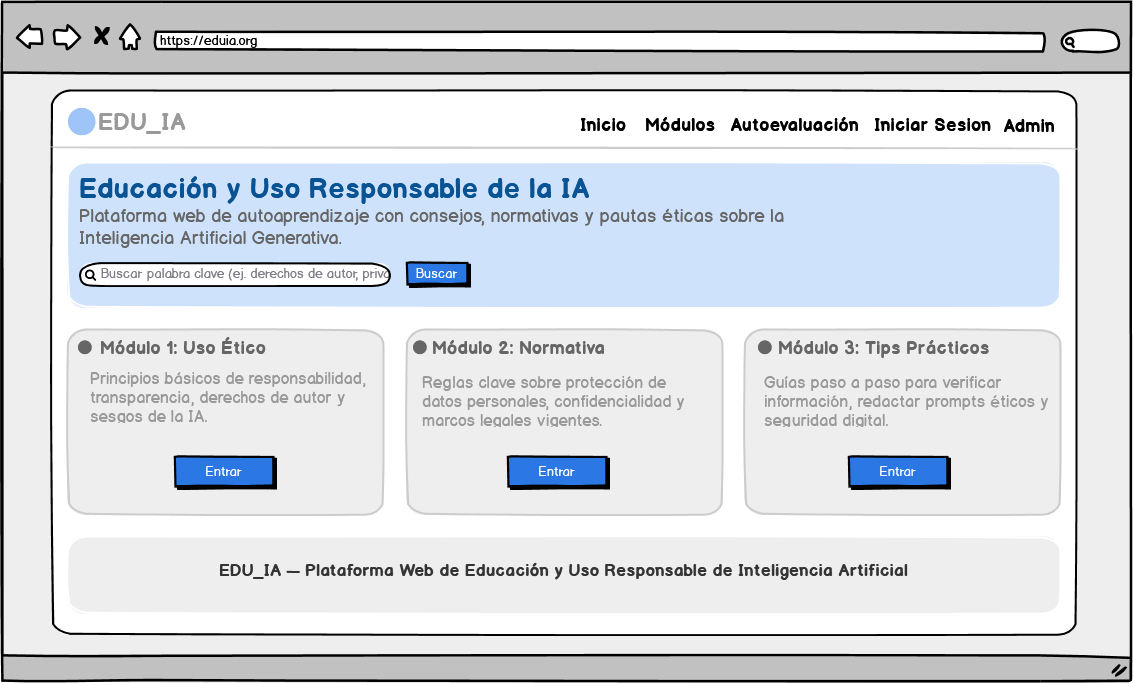 https://eduia.org
EDU_IA
Inicio Módulos Autoevaluación Iniciar Sesion Admin
Educación y Uso Responsable de la IA
Plataforma web de autoaprendizaje con consejos, normativas y pautas éticas sobre la
Inteligencia Artificial Generativa.
Buscar palabra clave (ej. derechos de autor, priva
Buscar
Módulo 1: Uso Ético
Principios básicos de responsabilidad,
transparencia, derechos de autor y
sesgos de la IA.
Entrar
Módulo 2: Normativa
Reglas clave sobre protección de
datos personales, confidencialidad y
marcos legales vigentes.
Entrar
Módulo 3: Tips Prácticos
Guías paso a paso para verificar
información, redactar prompts éticos y
seguridad digital.
Entrar
EDU_IA — Plataforma Web de Educación y Uso Responsable de Inteligencia Artificial